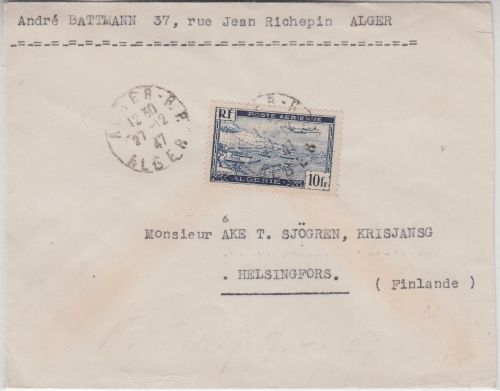 André BATTMANN 37, rue Jean Richepin ALGER
-=-=-=-=-=-=-=-=-=-=-=-=-=-=-=-=-=-=-=-=-=
ALGER-R.P.
12 30
27-12
47
ALGER
RF POSTE AERIENNE
ALGERIE 10fr
6
Monsieur AKE T. SJÖGREN, KRISJANSG
. HELSINGFORS.
( Finlande )